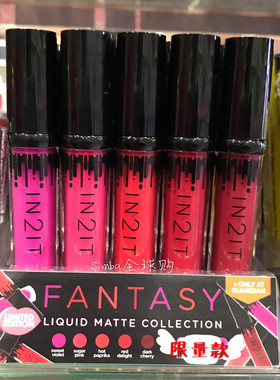 IN2IT
IN2IT
IN2IT
IN2IT
IN2IT
simba全球购
FANTASY
LIMITED
EDITION
ONLY AT
GUARDIAN
LIQUID MATTE COLLECTION
限量款
sweet
violet
sugar
pink
hot
paprika
red
delight
dark
cherry